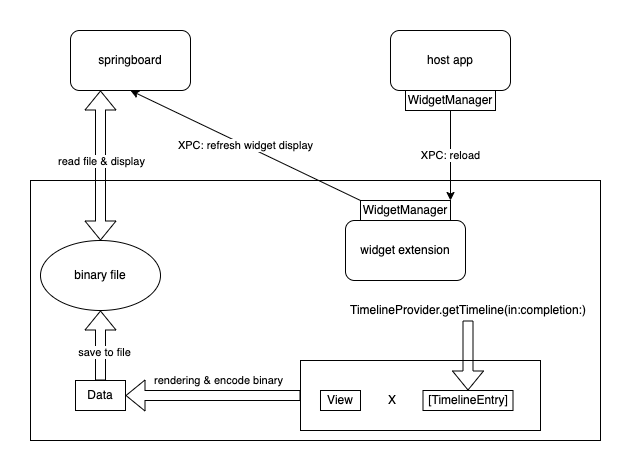 springboard
host app
WidgetManager
XPC: refresh widget display
XPC: reload
read file & display
WidgetManager
widget extension
binary file
TimelineProvider.getTimeline(in:completion:)
save to file
rendering & encode binary
Data
View
X
[TimelineEntry]